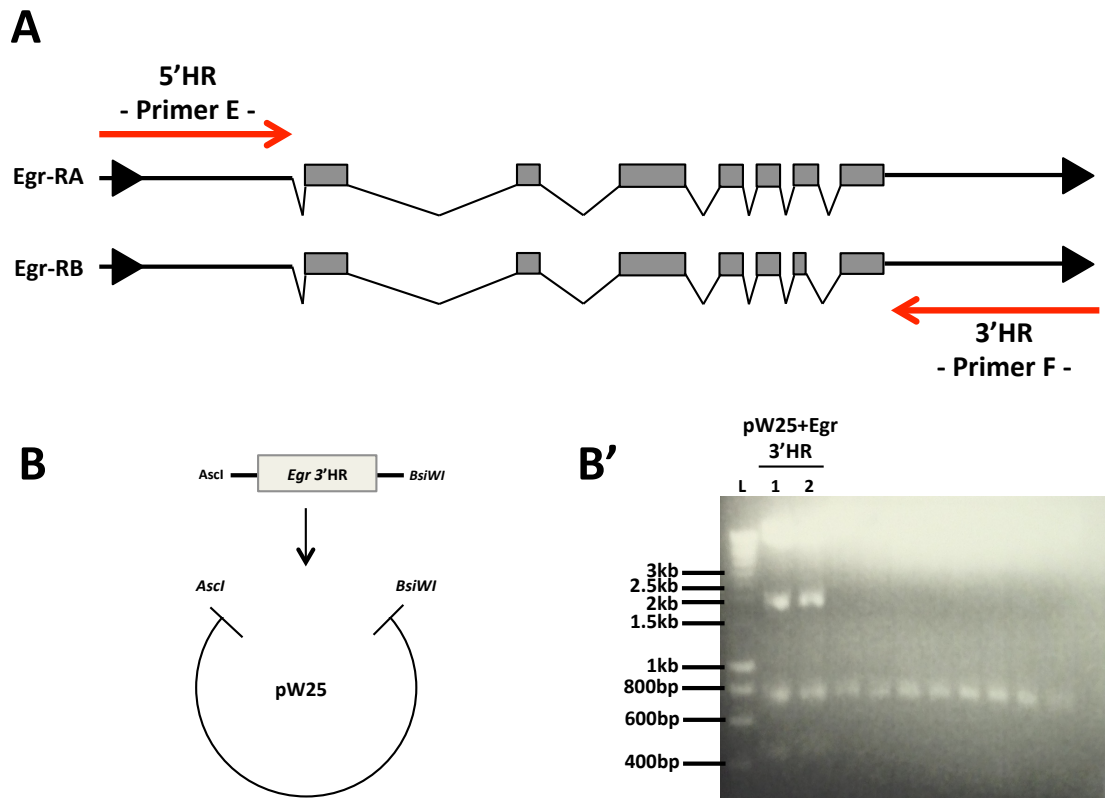 A
5’HR
- Primer E -
Egr-RA
Egr-RB
3’HR
- Primer F -
B
AscI
Egr 3’HR
BsiWI
AscI
BsiWI
pW25
B’
pW25+Egr
3’HR
L 1 2
3kb
2.5kb
2kb
1.5kb
1kb
800bp
600bp
400bp